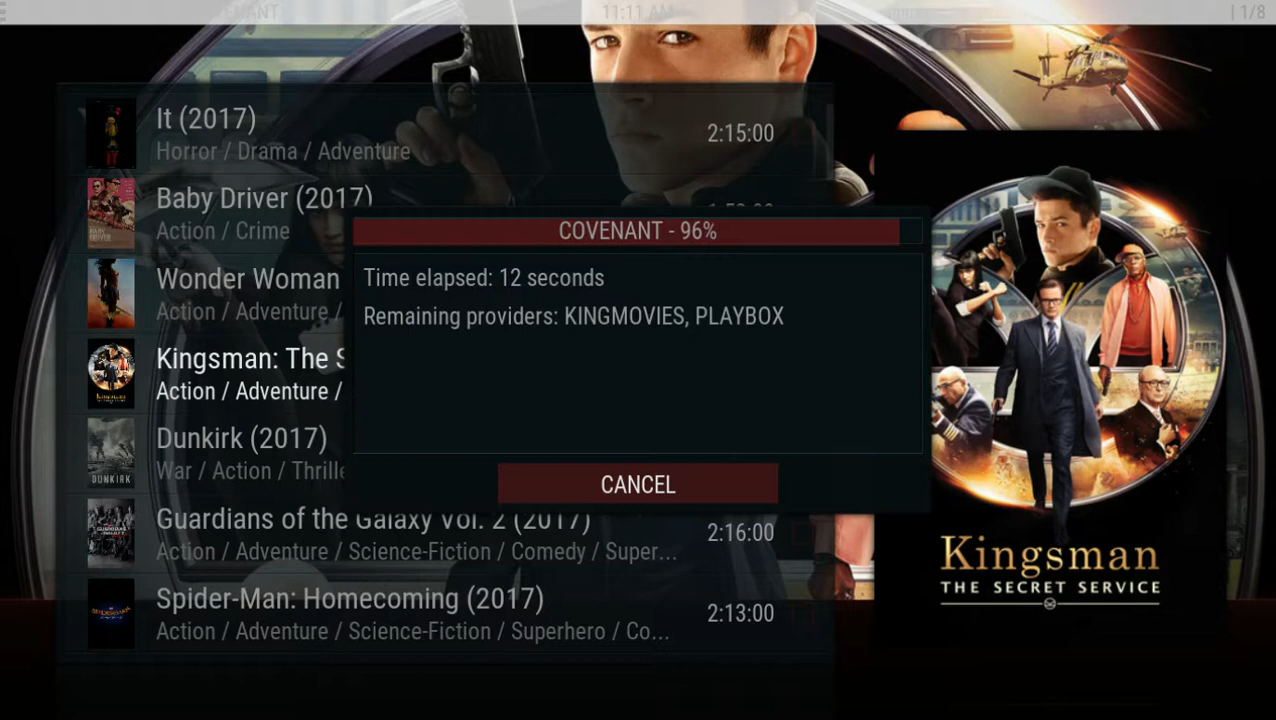 11:11 AM
| 1/8
It (2017)
Horror / Drama / Adventure
2:15:00
Baby Driver (2017)
Action / Crime
Wonder Woman
Action / Adventure /
Kingsman: The S
Action / Adventure /
Dunkirk (2017)
War / Action / Thrille
Guardians of the Galaxy Vol. 2 (2017)
Action / Adventure / Science-Fiction / Comedy / Super...
2:16:00
Spider-Man: Homecoming (2017)
Action / Adventure / Science-Fiction / Superhero / Co...
2:13:00
COVENANT - 96%
Time elapsed: 12 seconds
Remaining providers: KINGMOVIES, PLAYBOX
CANCEL
DUNKIRK
Kingsman
THE SECRET SERVICE